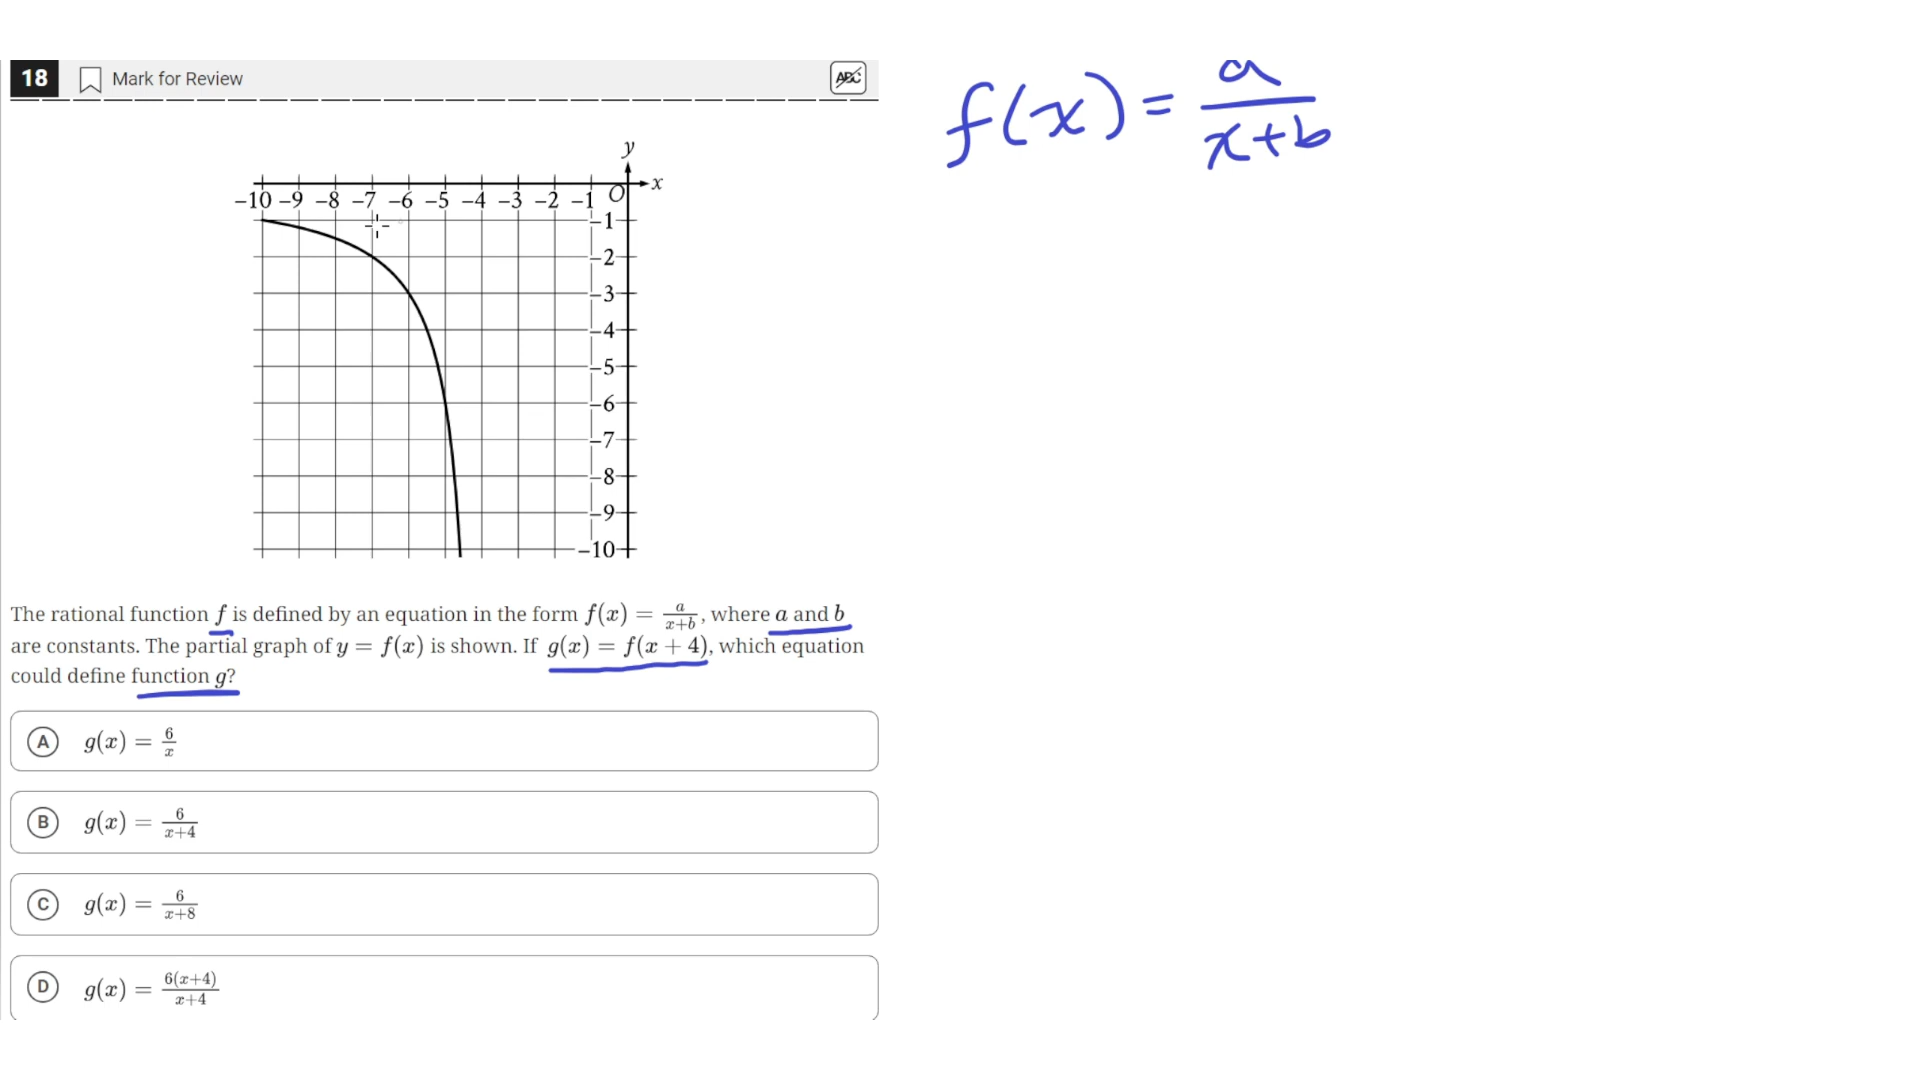 18 Mark for Review ABC
f(x) = a/(x+b)
y
x
−10 −9 −8 −7 −6 −5 −4 −3 −2 −1 O
−1
−2
−3
−4
−5
−6
−7
−8
−9
−10
The rational function f is defined by an equation in the form f(x) = a/(x+b), where a and b
are constants. The partial graph of y = f(x) is shown. If g(x) = f(x + 4), which equation
could define function g?
A g(x) = 6/x
B g(x) = 6/(x+4)
C g(x) = 6/(x+8)
D g(x) = 6(x+4)/(x+4)